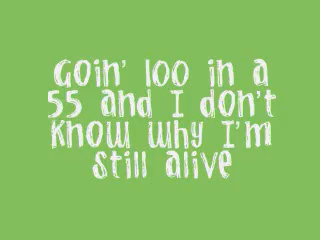 Goin' 100 in a
55 and I don't
know why I'm
still alive